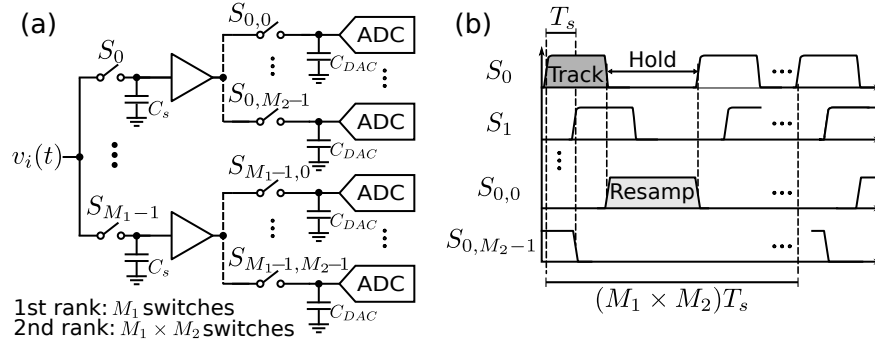 (a)
S_{0,0}
ADC
S_0
C_{DAC}
C_s
S_{0,M_2-1}
ADC
C_{DAC}
v_i(t)
S_{M_1-1,0}
ADC
S_{M_1-1}
C_{DAC}
C_s
S_{M_1-1,M_2-1}
ADC
C_{DAC}
1st rank: M_1 switches
2nd rank: M_1 × M_2 switches
(b)
T_s
S_0
Track
Hold
S_1
S_{0,0}
Resamp
S_{0,M_2-1}
(M_1 × M_2)T_s